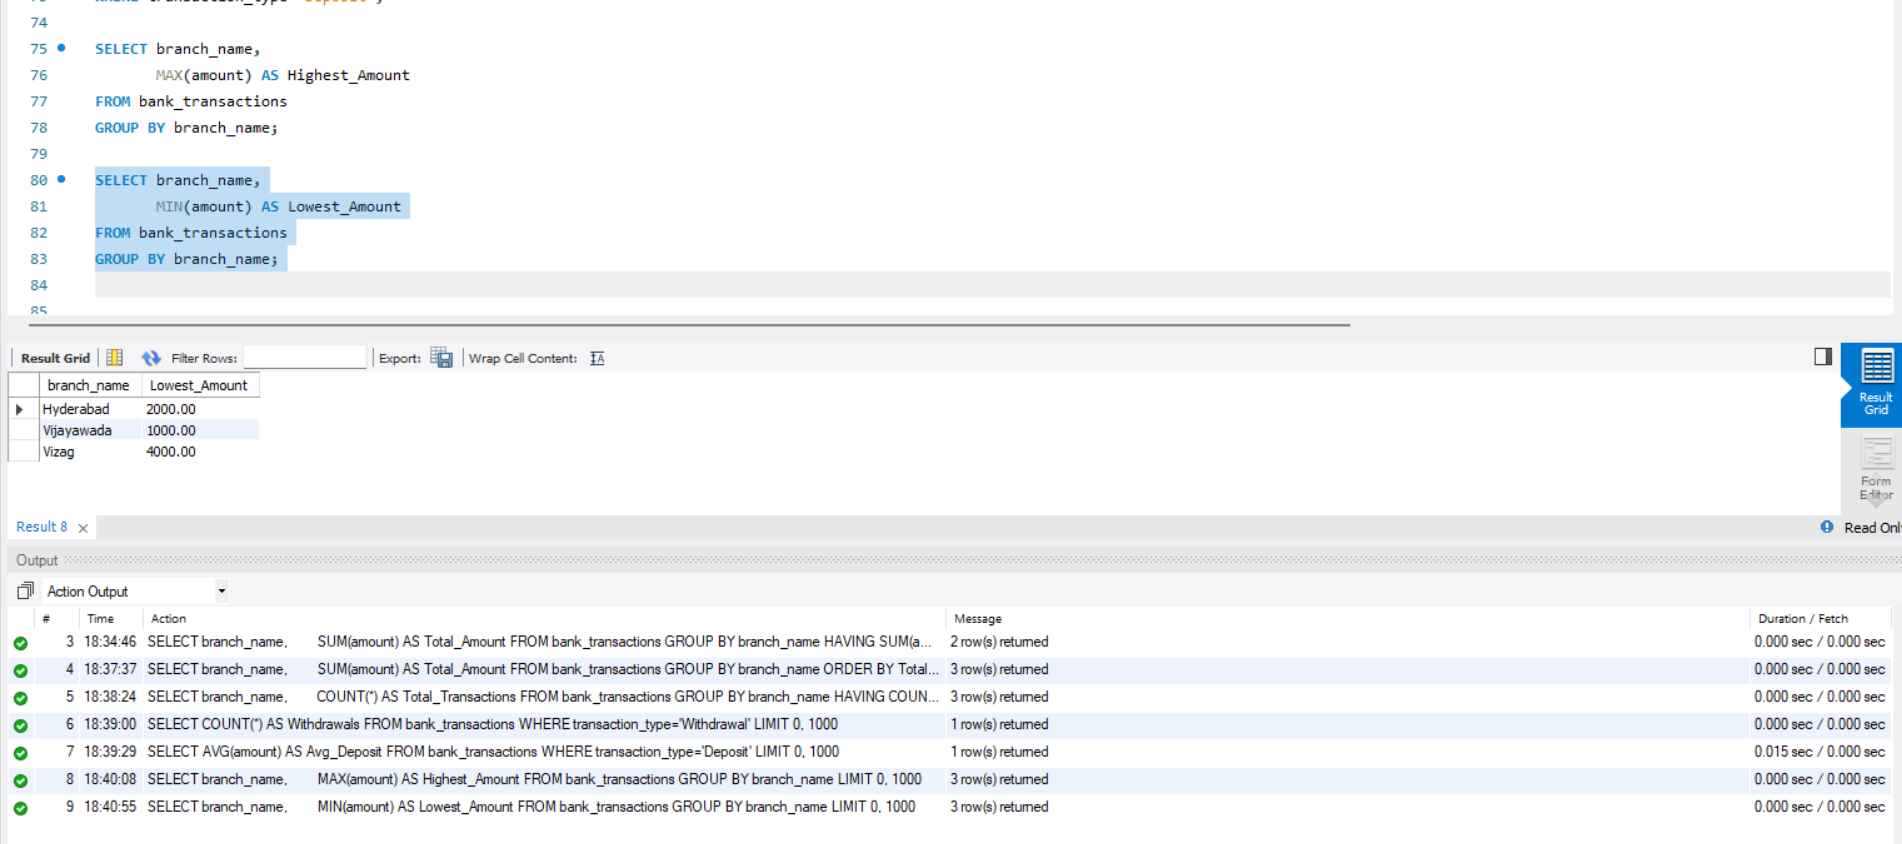 74
75 SELECT branch_name,
76 MAX(amount) AS Highest_Amount
77 FROM bank_transactions
78 GROUP BY branch_name;
79
80 SELECT branch_name,
81 MIN(amount) AS Lowest_Amount
82 FROM bank_transactions
83 GROUP BY branch_name;
84
85
Result Grid Filter Rows: Export: Wrap Cell Content:
branch_name Lowest_Amount
Hyderabad 2000.00
Vijayawada 1000.00
Vizag 4000.00
Result
Grid
Form
Editor
Result 8
Read Onl
Output
Action Output
# Time Action Message Duration / Fetch
3 18:34:46 SELECT branch_name, SUM(amount) AS Total_Amount FROM bank_transactions GROUP BY branch_name HAVING SUM(a... 2 row(s) returned 0.000 sec / 0.000 sec
4 18:37:37 SELECT branch_name, SUM(amount) AS Total_Amount FROM bank_transactions GROUP BY branch_name ORDER BY Total... 3 row(s) returned 0.000 sec / 0.000 sec
5 18:38:24 SELECT branch_name, COUNT(*) AS Total_Transactions FROM bank_transactions GROUP BY branch_name HAVING COUN... 3 row(s) returned 0.000 sec / 0.000 sec
6 18:39:00 SELECT COUNT(*) AS Withdrawals FROM bank_transactions WHERE transaction_type='Withdrawal' LIMIT 0, 1000 1 row(s) returned 0.000 sec / 0.000 sec
7 18:39:29 SELECT AVG(amount) AS Avg_Deposit FROM bank_transactions WHERE transaction_type='Deposit' LIMIT 0, 1000 1 row(s) returned 0.015 sec / 0.000 sec
8 18:40:08 SELECT branch_name, MAX(amount) AS Highest_Amount FROM bank_transactions GROUP BY branch_name LIMIT 0, 1000 3 row(s) returned 0.000 sec / 0.000 sec
9 18:40:55 SELECT branch_name, MIN(amount) AS Lowest_Amount FROM bank_transactions GROUP BY branch_name LIMIT 0, 1000 3 row(s) returned 0.000 sec / 0.000 sec